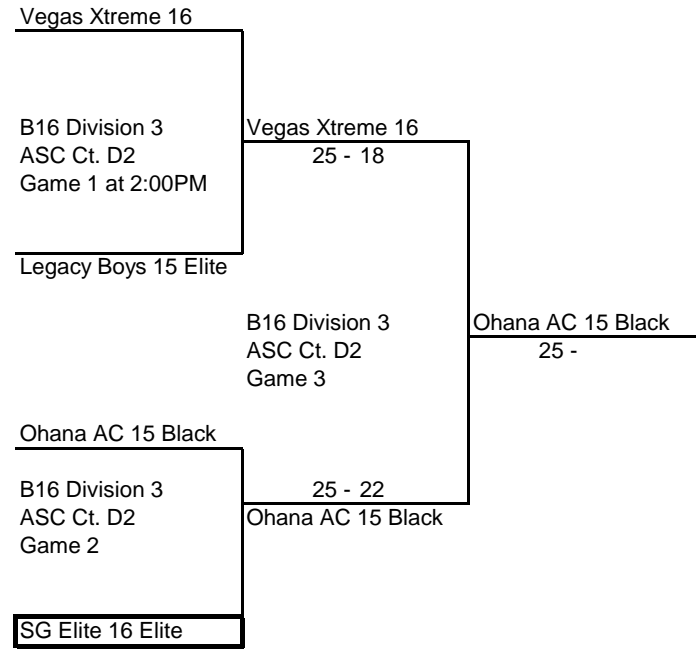 Vegas Xtreme 16
B16 Division 3
ASC Ct. D2
Game 1 at 2:00PM
Vegas Xtreme 16
25 - 18
Legacy Boys 15 Elite
B16 Division 3
ASC Ct. D2
Game 3
Ohana AC 15 Black
25 -
Ohana AC 15 Black
B16 Division 3
ASC Ct. D2
Game 2
25 - 22
Ohana AC 15 Black
SG Elite 16 Elite